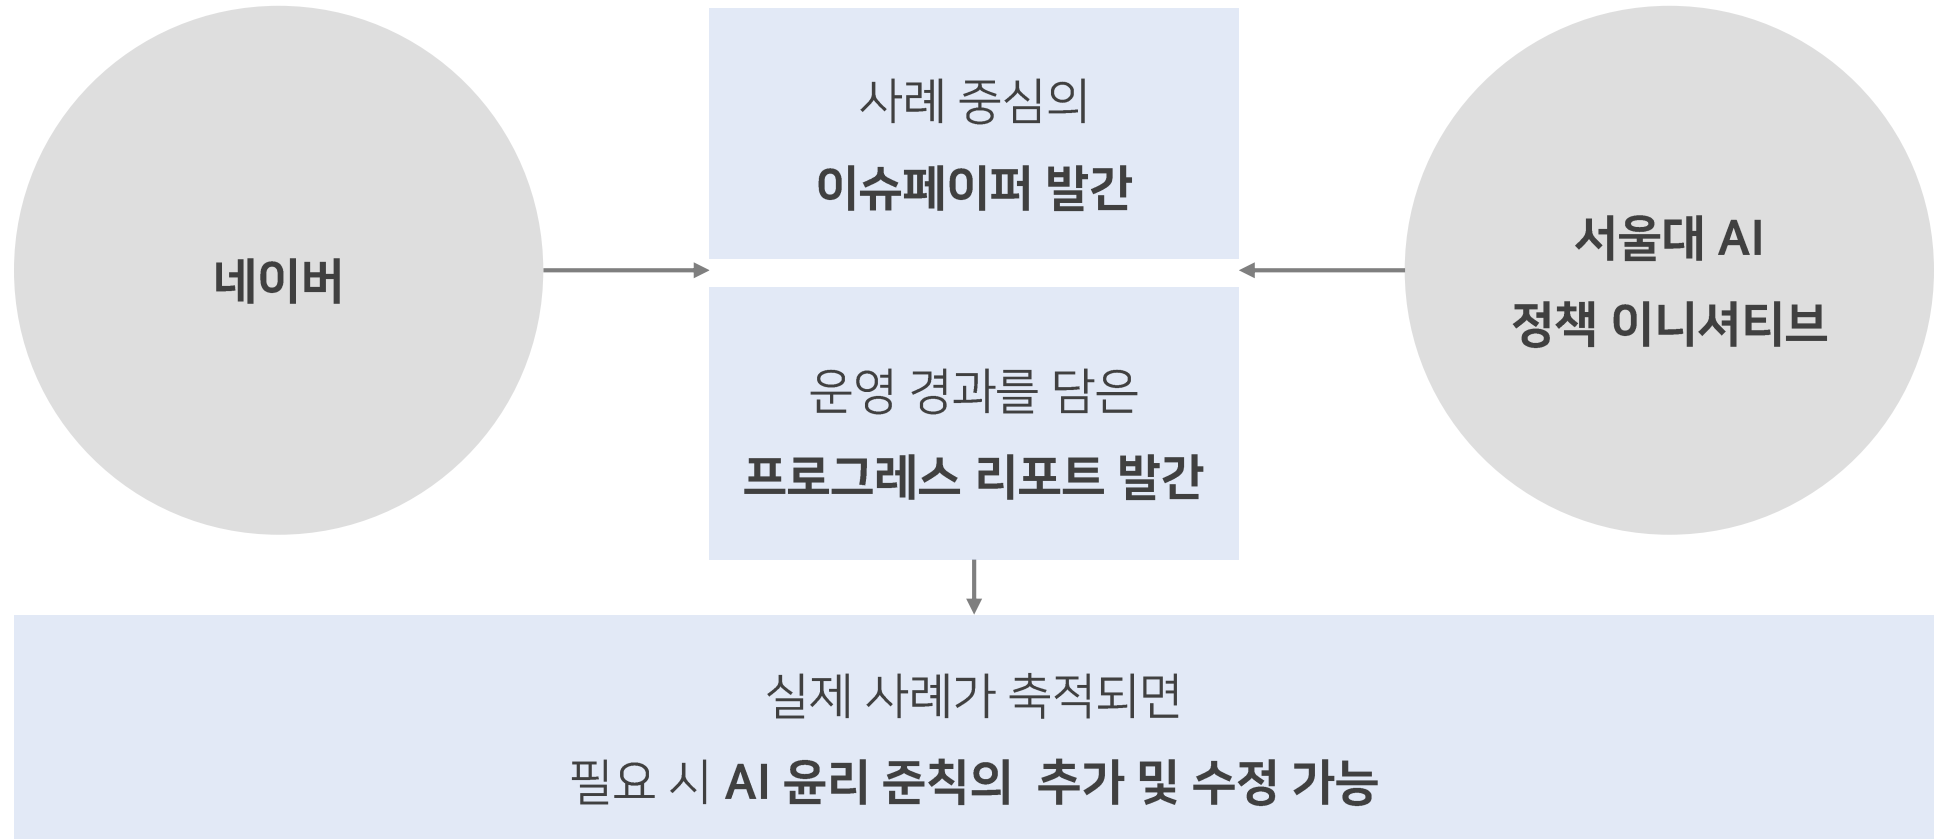 네이버
사례 중심의
이슈페이퍼 발간
운영 경과를 담은
프로그레스 리포트 발간
서울대 AI
정책 이니셔티브
실제 사례가 축적되면
필요 시 AI 윤리 준칙의 추가 및 수정 가능